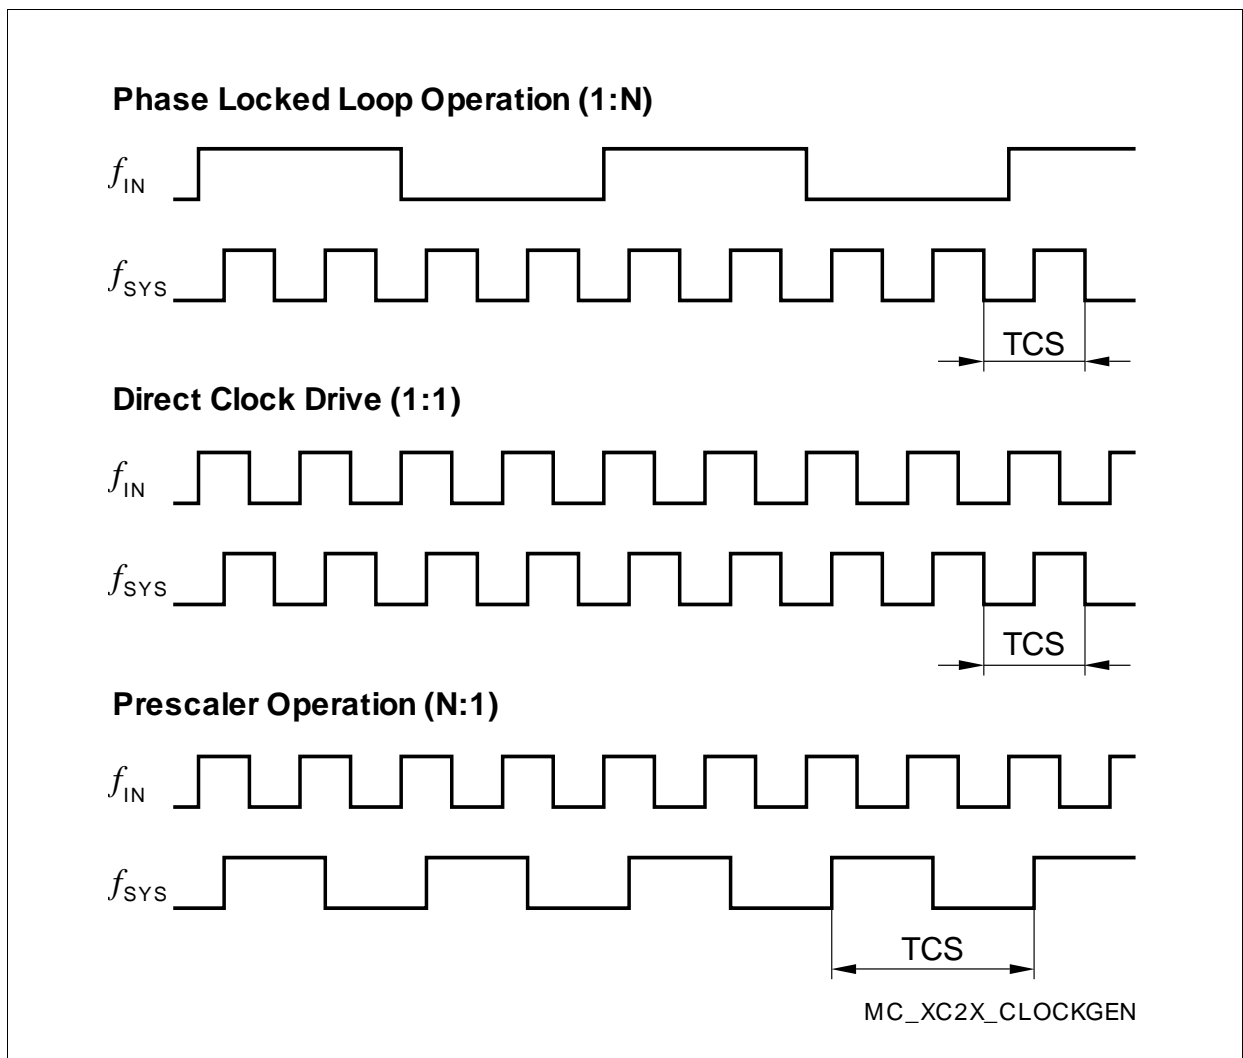 Phase Locked Loop Operation (1:N)
fIN
fSYS
TCS
Direct Clock Drive (1:1)
fIN
fSYS
TCS
Prescaler Operation (N:1)
fIN
fSYS
TCS
MC_XC2X_CLOCKGEN